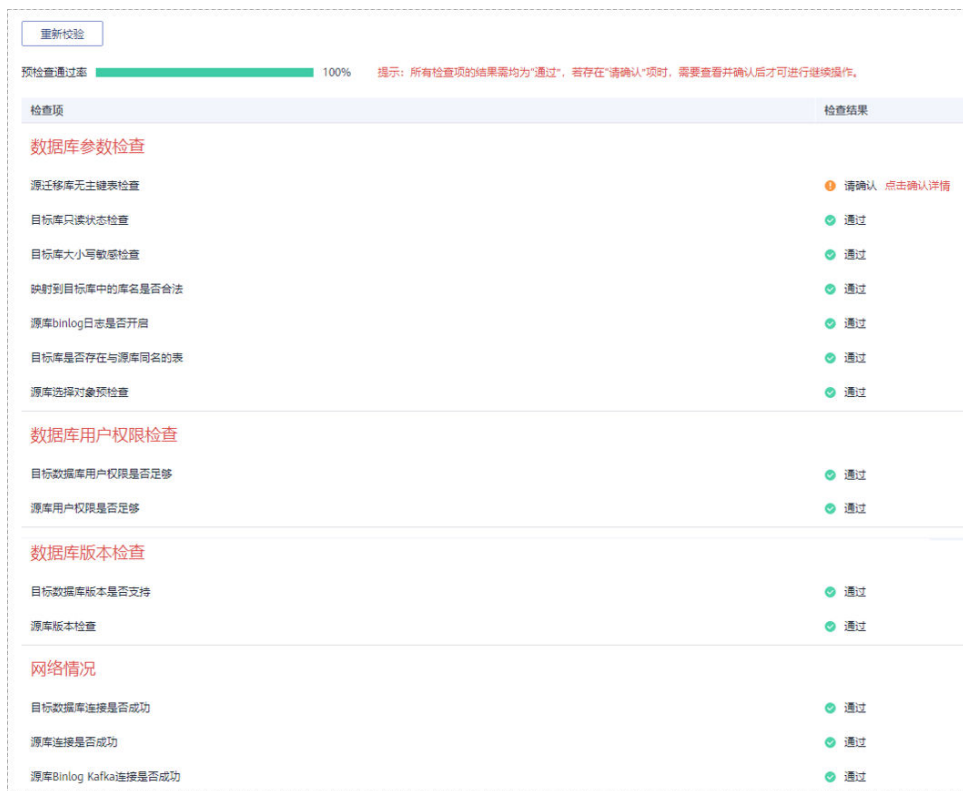 重新校验
预检查通过率 100% 提示：所有检查项的结果需均为"通过"，若存在"请确认"项时，需要查看并确认后才可进行继续操作。
检查项 检查结果
数据库参数检查
源迁移库无主键表检查 请确认 点击确认详情
目标库只读状态检查 通过
目标库大小写敏感检查 通过
映射到目标库中的库名是否合法 通过
源库binlog日志是否开启 通过
目标库是否存在与源库同名的表 通过
源库选择对象预检查 通过
数据库用户权限检查
目标数据库用户权限是否足够 通过
源库用户权限是否足够 通过
数据库版本检查
目标数据库版本是否支持 通过
源库版本检查 通过
网络情况
目标数据库连接是否成功 通过
源库连接是否成功 通过
源库Binlog Kafka连接是否成功 通过